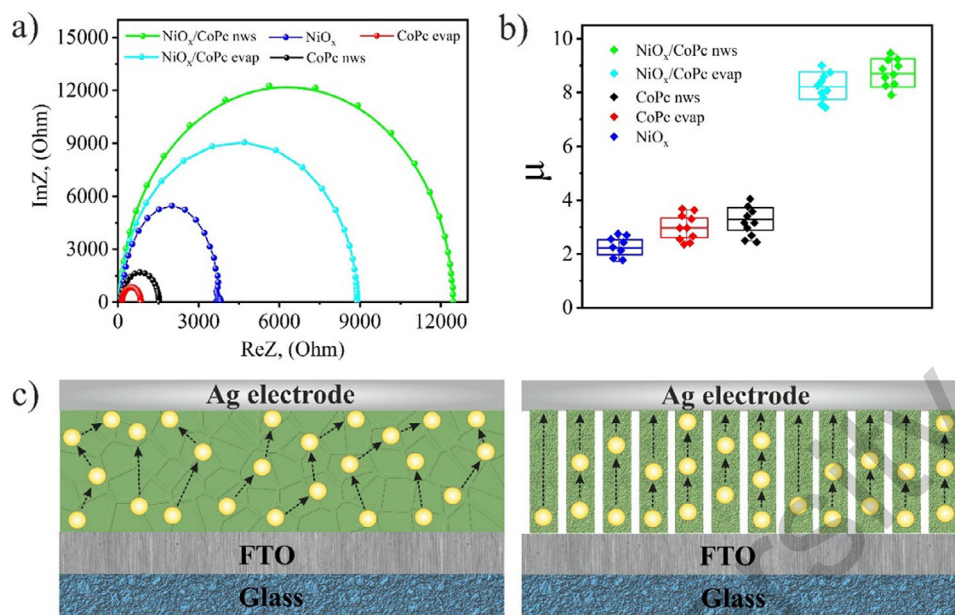 a)
15000
12000
9000
6000
3000
0
ImZ, (Ohm)
NiOₓ/CoPc nws
NiOₓ
CoPc evap
NiOₓ/CoPc evap
CoPc nws
0 3000 6000 9000 12000
ReZ, (Ohm)
b)
10
8
6
4
2
0
μ
NiOₓ/CoPc nws
NiOₓ/CoPc evap
CoPc nws
CoPc evap
NiOₓ
c)
Ag electrode
FTO
Glass
Ag electrode
FTO
Glass